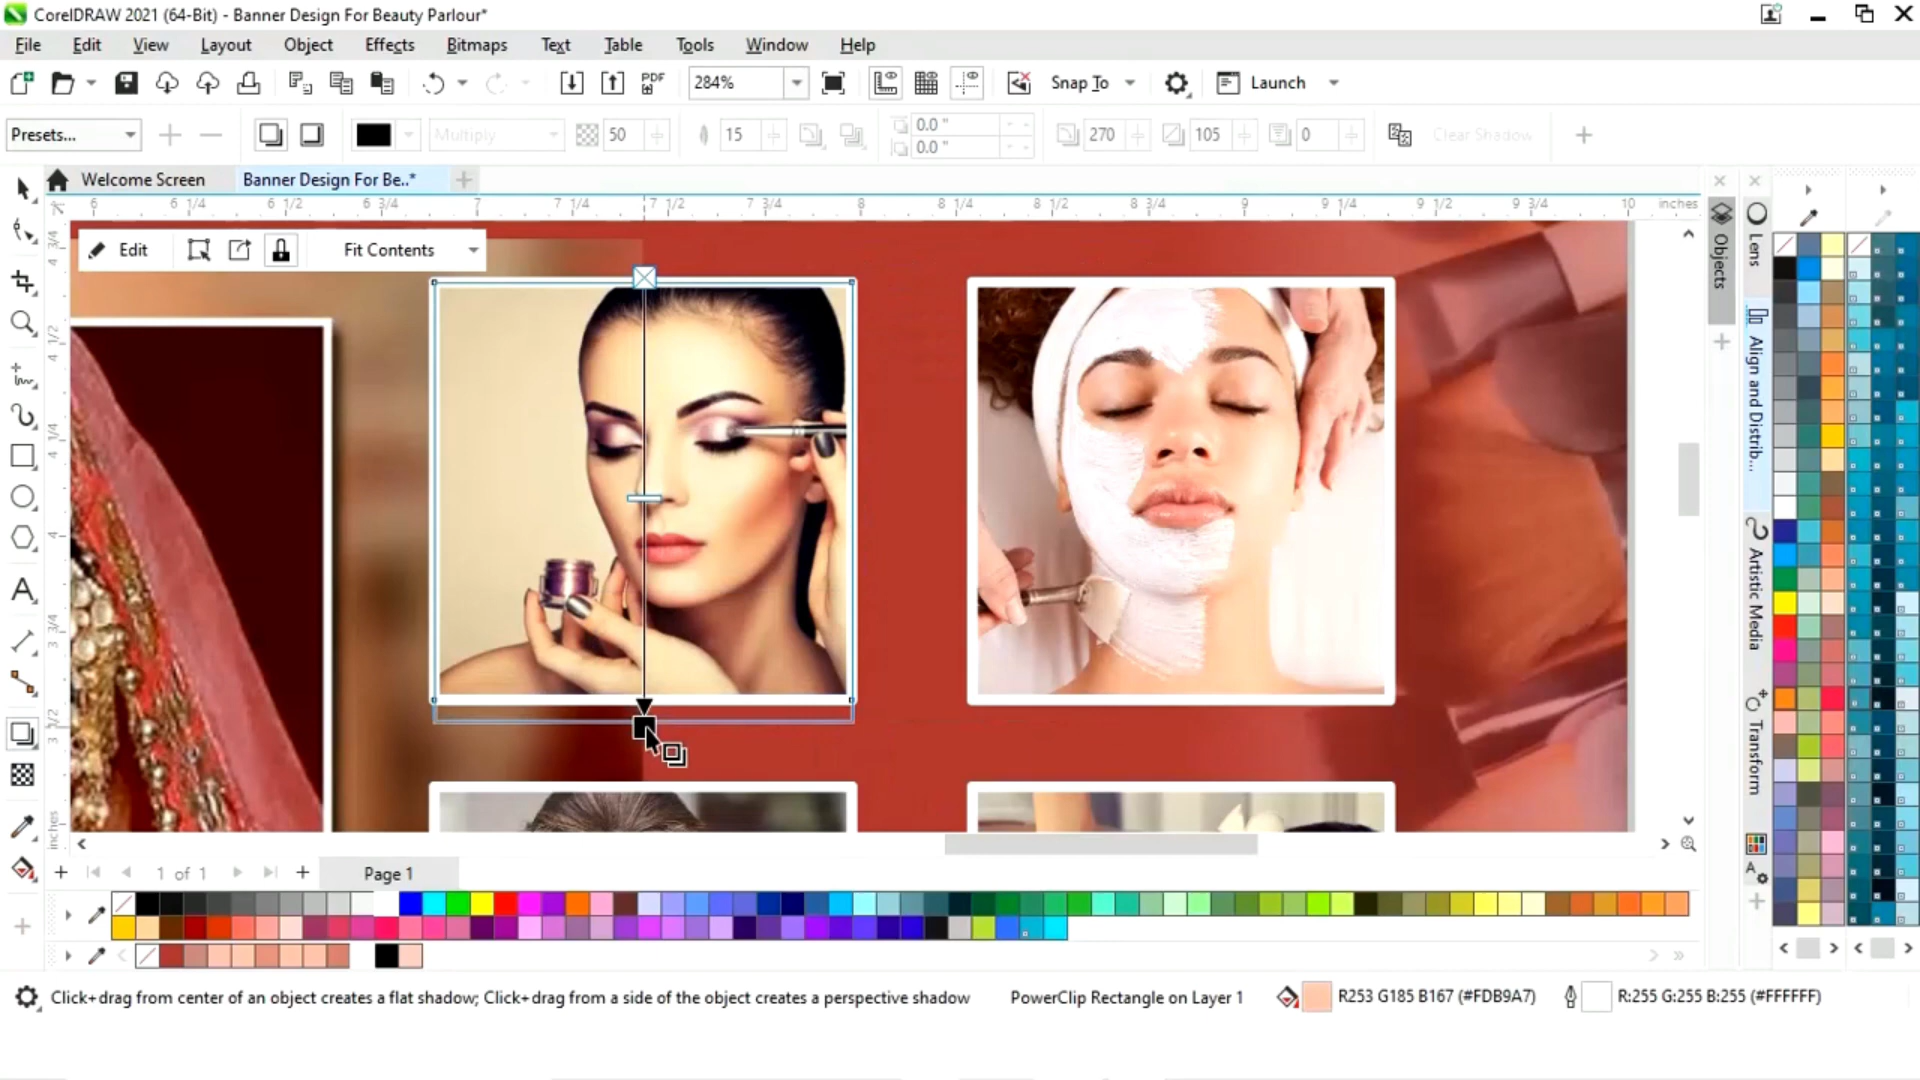 CorelDRAW 2021 (64-Bit) - Banner Design For Beauty Parlour*
File Edit View Layout Object Effects Bitmaps Text Table Tools Window Help
PDF 284% Snap To Launch
Presets... Multiply 50 15 0.0 " 270 105 0 Clear Shadow
0.0 "
Welcome Screen Banner Design For Be..*
6 6 1/4 6 1/2 6 3/4 7 7 1/4 7 1/2 7 3/4 8 8 1/4 8 1/2 8 3/4 9 9 1/4 9 1/2 9 3/4 10 inches
Edit Fit Contents
4 3/4
4 1/2
4 1/4
4
3 3/4
3 1/2
inches
Objects
Lens
Align and Distrib...
Artistic Media
Transform
1 of 1 Page 1
Click+drag from center of an object creates a flat shadow; Click+drag from a side of the object creates a perspective shadow PowerClip Rectangle on Layer 1 R253 G185 B167 (#FDB9A7) R:255 G:255 B:255 (#FFFFFF)